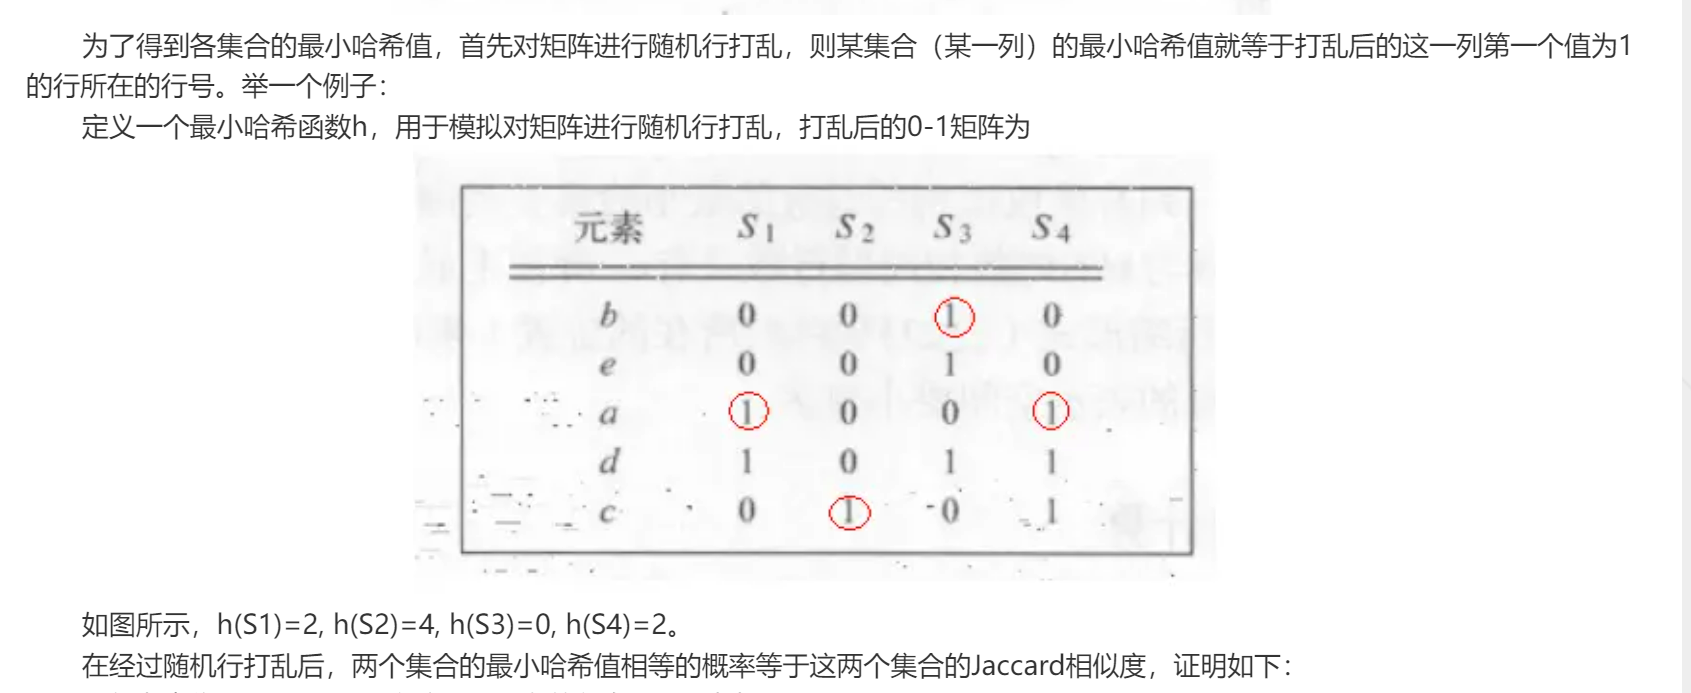 为了得到各集合的最小哈希值，首先对矩阵进行随机行打乱，则某集合（某一列）的最小哈希值就等于打乱后的这一列第一个值为1
的行所在的行号。举一个例子：
定义一个最小哈希函数h，用于模拟对矩阵进行随机行打乱，打乱后的0-1矩阵为
元素 S1 S2 S3 S4
b 0 0 1 0
e 0 0 1 0
a 1 0 0 1
d 1 0 1 1
c 0 1 0 1
如图所示，h(S1)=2, h(S2)=4, h(S3)=0, h(S4)=2。
在经过随机行打乱后，两个集合的最小哈希值相等的概率等于这两个集合的Jaccard相似度，证明如下：